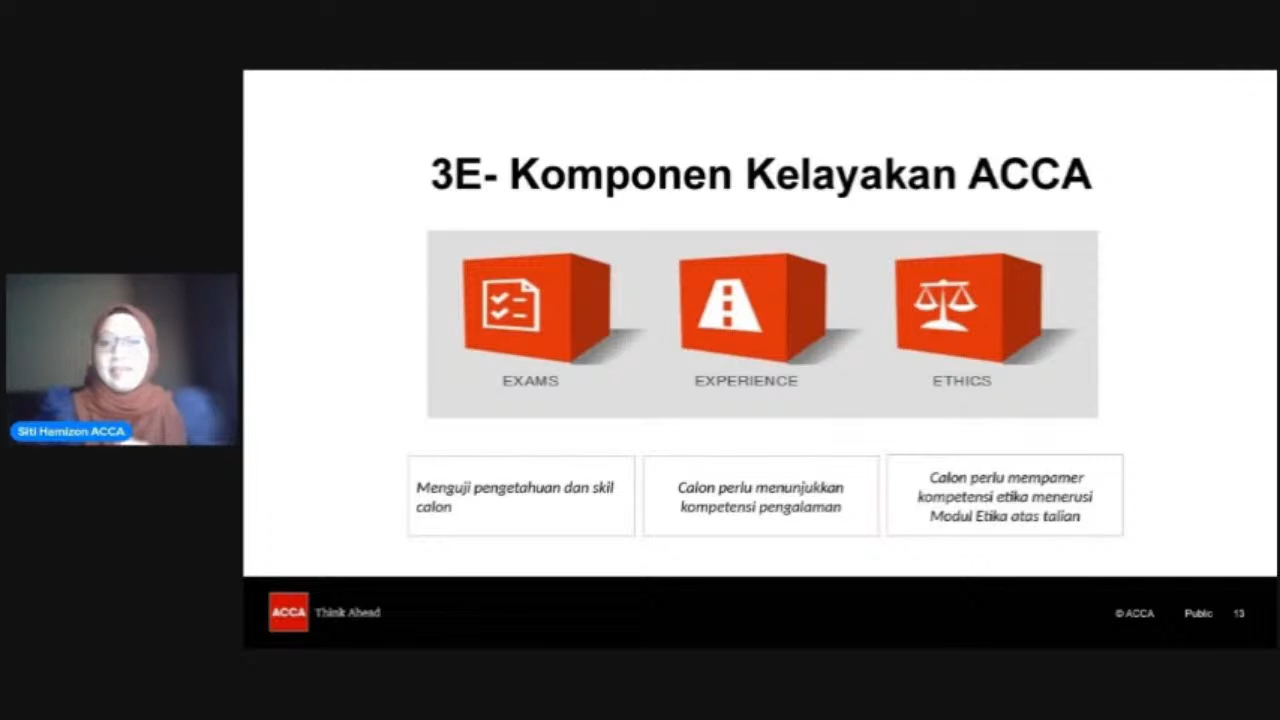 3E- Komponen Kelayakan ACCA
EXAMS
EXPERIENCE
ETHICS
Menguji pengetahuan dan skil
calon
Calon perlu menunjukkan
kompetensi pengalaman
Calon perlu mempamer
kompetensi etika menerusi
Modul Etika atas talian
Siti Hamizon ACCA
ACCA
Think Ahead
© ACCA
Public
13